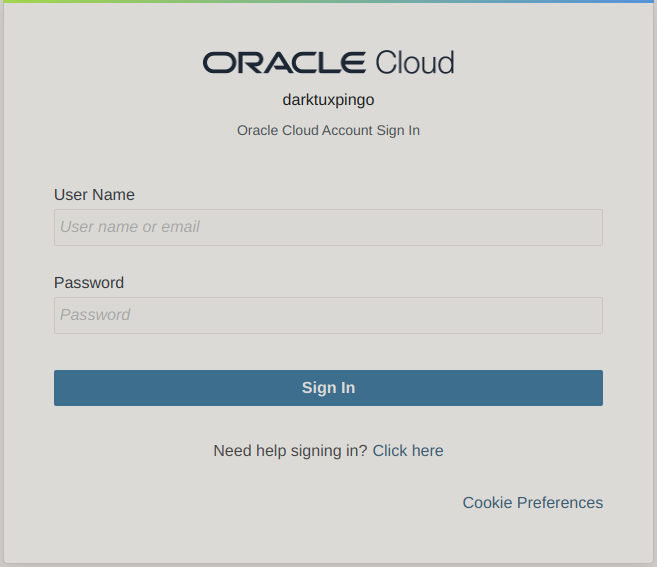 ORACLE Cloud
darktuxpingo
Oracle Cloud Account Sign In
User Name
User name or email
Password
Password
Sign In
Need help signing in? Click here
Cookie Preferences